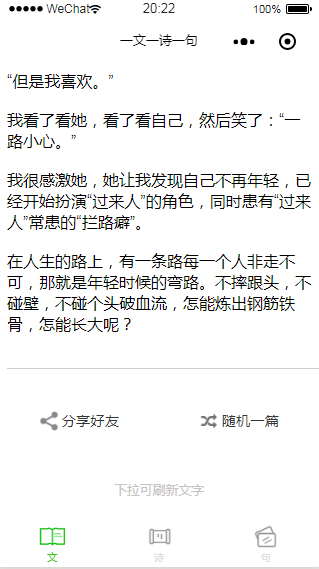 WeChat
20:22
100%
一文一诗一句
“但是我喜欢。”
我看了看她，看了看自己，然后笑了：“一
路小心。”
我很感激她，她让我发现自己不再年轻，已
经开始扮演“过来人”的角色，同时患有“过来
人”常患的“拦路癖”。
在人生的路上，有一条路每一个人非走不
可，那就是年轻时候的弯路。不摔跟头，不
碰壁，不碰个头破血流，怎能炼出钢筋铁
骨，怎能长大呢？
分享好友
随机一篇
下拉可刷新文字
文
诗
句